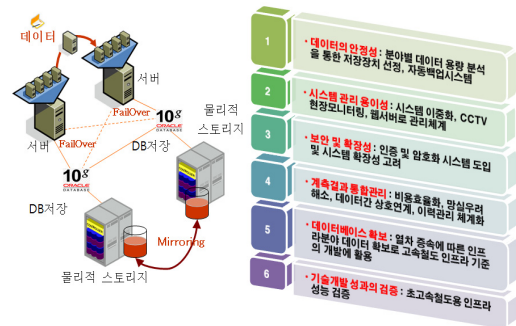 데이터
서버
FailOver
10g
ORACLE
DATABASE
물리적
스토리지
서버
FailOver
DB저장
10g
ORACLE
DATABASE
DB저장
Mirroring
물리적 스토리지
1
• 데이터의 안정성 : 분야별 데이터 용량 분석
을 통한 저장장치 선정, 자동백업시스템
2
• 시스템 관리 용이성 : 시스템 이중화, CCTV
현장모니터링, 웹서버로 관리체계
3
• 보안 및 확장성 : 인증 및 암호화 시스템 도입
및 시스템 확장성 고려
4
• 계측결과 통합관리 : 비용효율화, 망실우려
해소, 데이터간 상호연계, 이력관리 체계화
5
• 데이터베이스 확보 : 열차 증속에 따른 인프
라분야 데이터 확보로 고속철도 인프라 기준
의 개발에 활용
6
• 기술개발 성과의 검증 : 초고속철도용 인프라
성능 검증